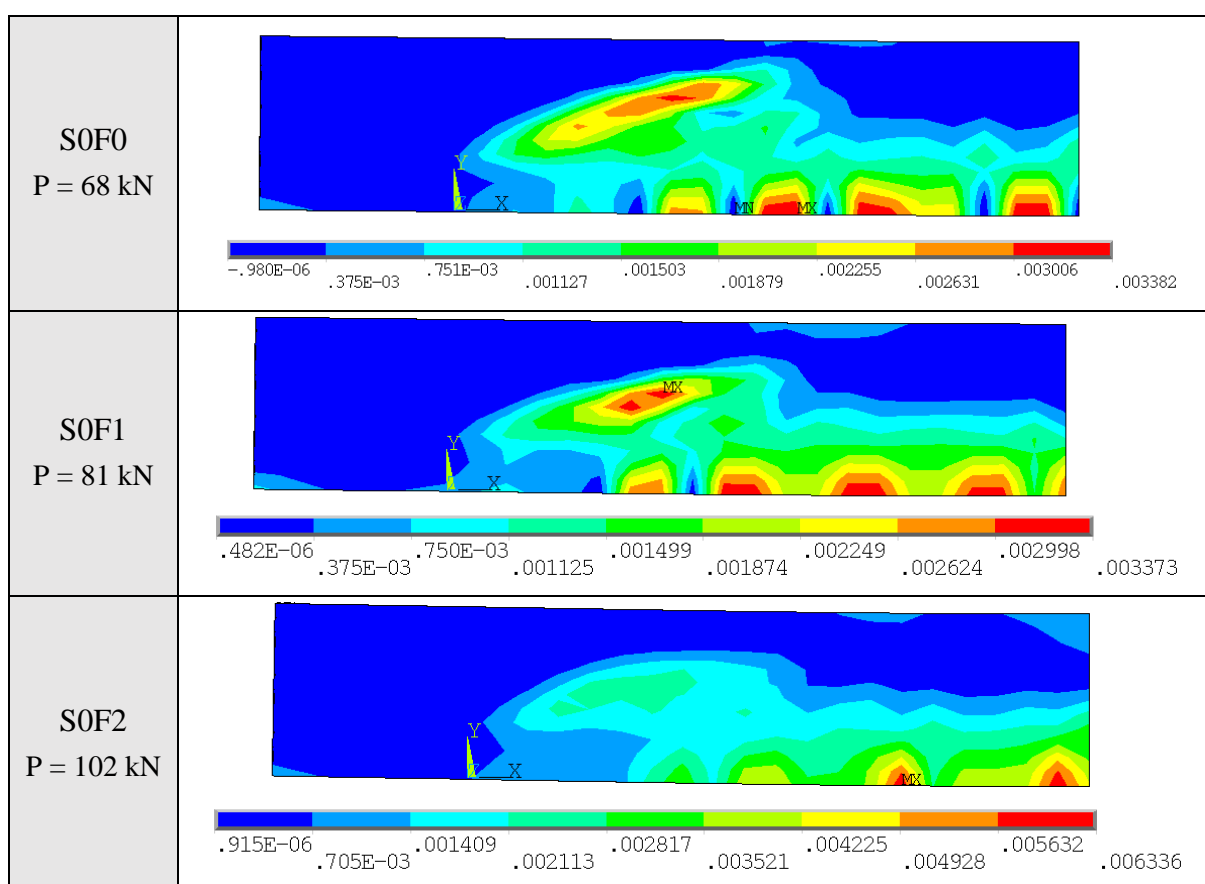 S0F0
P = 68 kN
Y
X
MN MX
-.980E-06 .751E-03 .001503 .002255 .003006
.375E-03 .001127 .001879 .002631 .003382
S0F1
P = 81 kN
MX
Y
X
.482E-06 .750E-03 .001499 .002249 .002998
.375E-03 .001125 .001874 .002624 .003373
S0F2
P = 102 kN
Y
X
MX
.915E-06 .001409 .002817 .004225 .005632
.705E-03 .002113 .003521 .004928 .006336